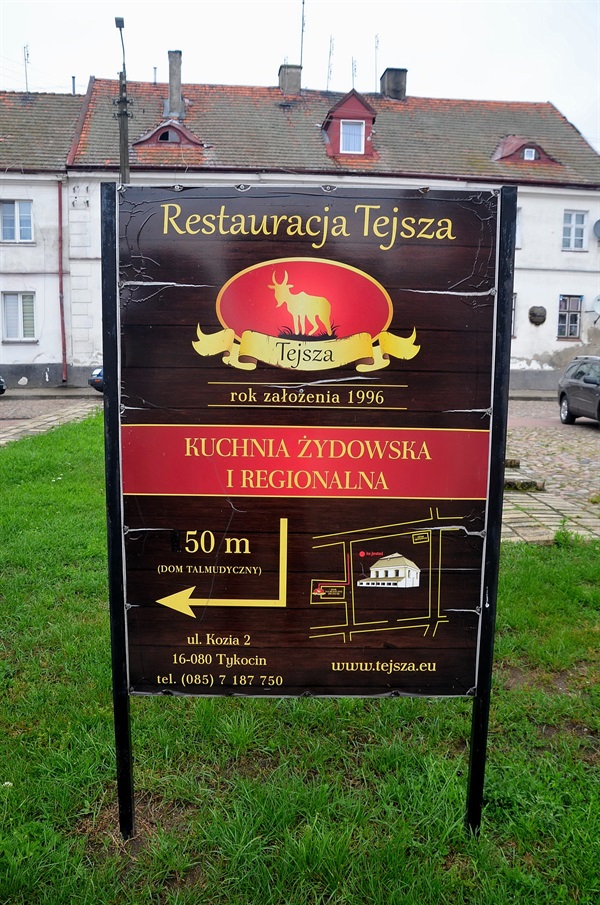 Restauracja Tejsza
Tejsza
rok założenia 1996
KUCHNIA ŻYDOWSKA
I REGIONALNA
50 m
(DOM TALMUDYCZNY)
ul. Kozia 2
16-080 Tykocin
tel. (085) 7 187 750
www.tejsza.eu